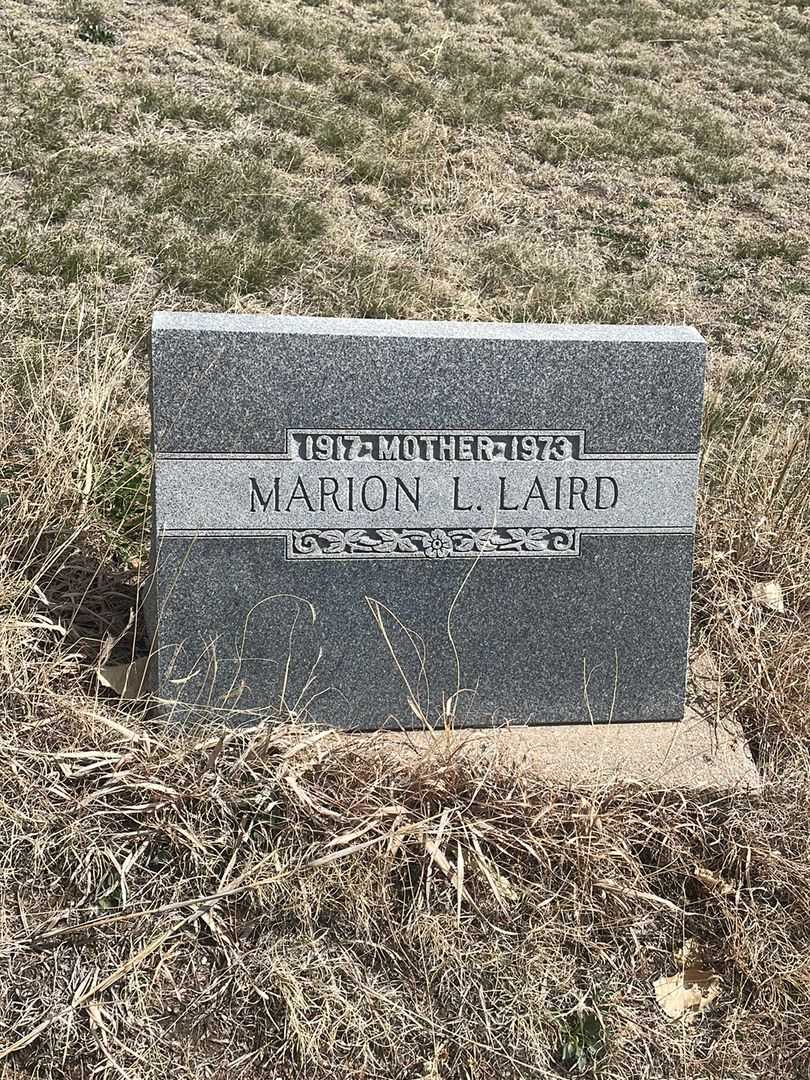 1917 - MOTHER - 1973
MARION L. LAIRD